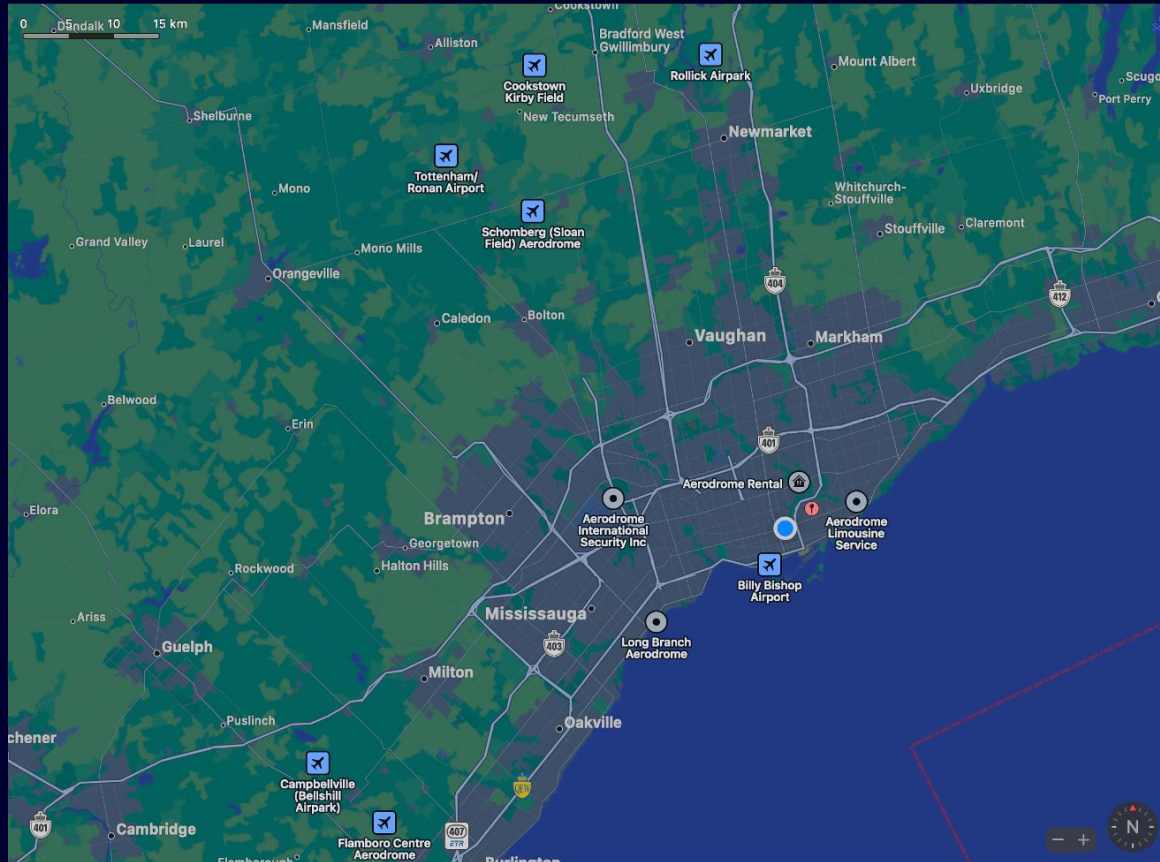 Cookstown
0 5 10 15 km
Dundalk
Mansfield
Alliston
Bradford West
Gwillimbury
Mount Albert
Rollick Airpark
Scugo
Uxbridge
Port Perry
Cookstown
Kirby Field
New Tecumseth
Shelburne
Newmarket
Tottenham/
Ronan Airport
Mono
Whitchurch-
Stouffville
Schomberg (Sloan
Field) Aerodrome
Stouffville
Claremont
Grand Valley
Laurel
Mono Mills
Orangeville
404
412
Caledon
Bolton
Vaughan
Markham
Belwood
Erin
401
Aerodrome Rental
Elora
Brampton
Aerodrome
International
Security Inc
Aerodrome
Limousine
Service
Georgetown
Halton Hills
Rockwood
Billy Bishop
Airport
Ariss
Mississauga
403
Long Branch
Aerodrome
Guelph
Milton
Puslinch
Oakville
chener
Campbellville
(Bellshill
Airpark)
QEW
401
Cambridge
407
ETR
Flamboro Centre
Aerodrome
Flamborough
Burlington
N